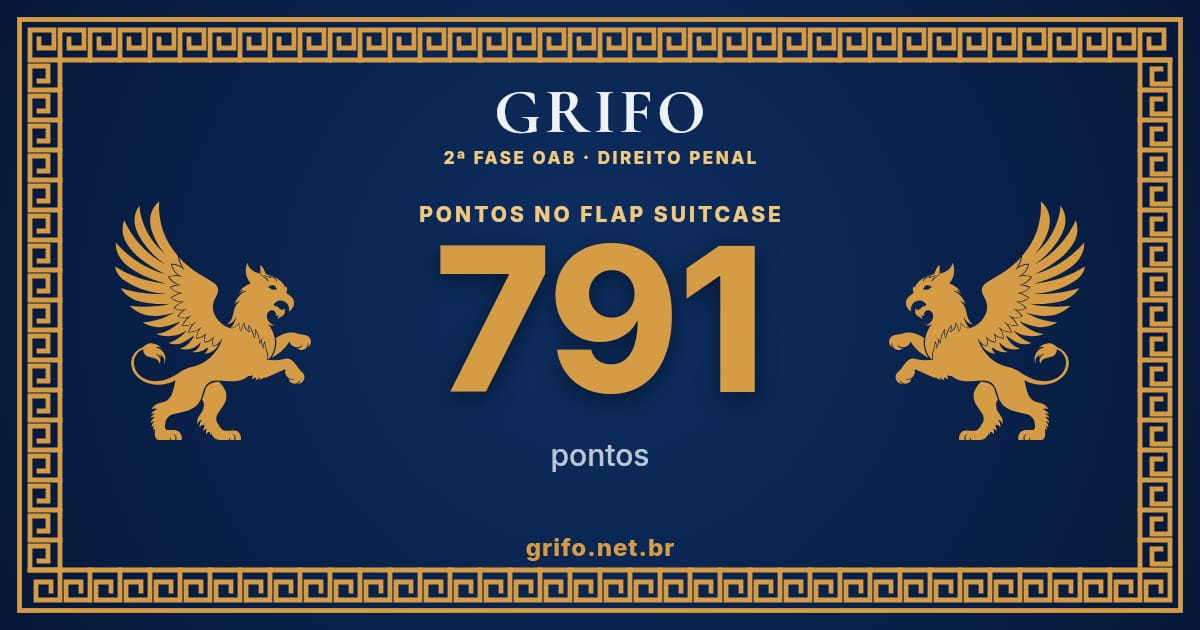 GRIFO
2ª FASE OAB · DIREITO PENAL
PONTOS NO FLAP SUITCASE
791
pontos
grifo.net.br